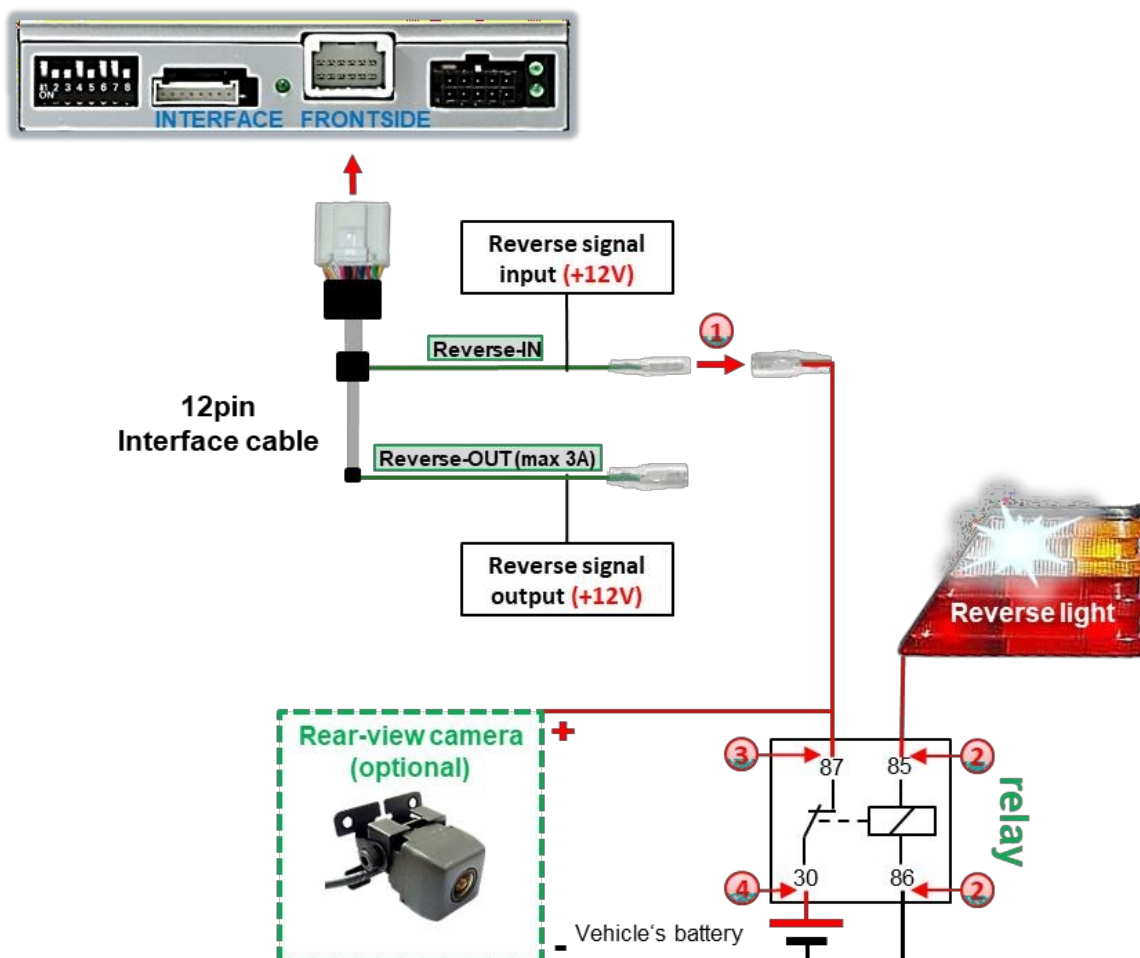 1 2 3 4 5 6 7 8
ON
INTERFACE FRONTSIDE
Reverse signal
input (+12V)
1
Reverse-IN
12pin
Interface cable
Reverse-OUT(max 3A)
Reverse signal
output (+12V)
Reverse light
Rear-view camera
(optional)
+
3
87
85
2
relay
4
30
86
2
-
Vehicle‘s battery